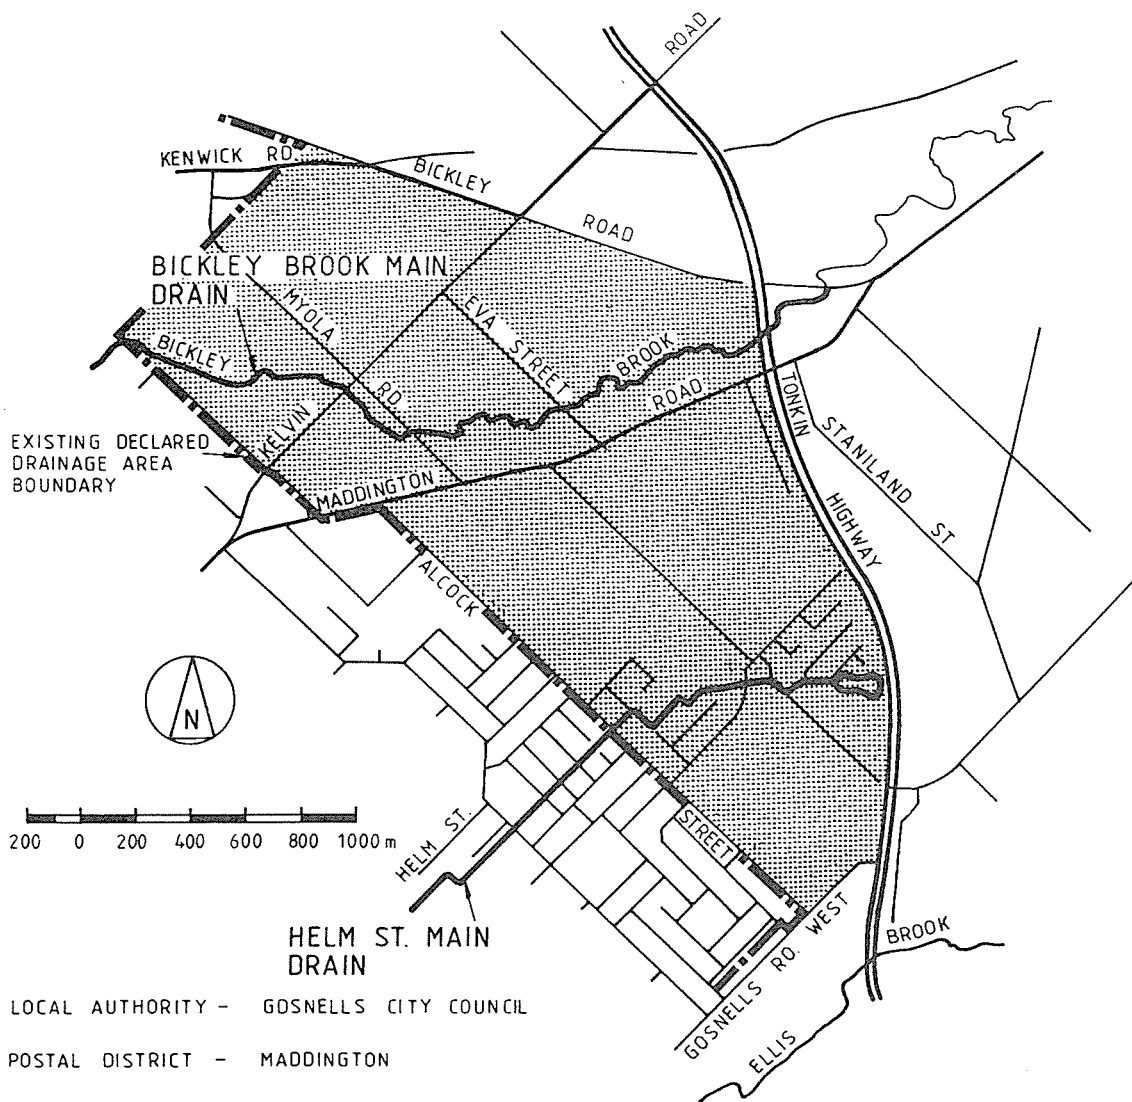 ROAD
KENWICK RD.
BICKLEY
ROAD
BICKLEY BROOK MAIN
DRAIN
MYOLA
RD
EVA STREET
BROOK
BICKLEY
ROAD
KELVIN
MADDINGTON
TONKIN
HIGHWAY
STANILAND ST
EXISTING DECLARED
DRAINAGE AREA
BOUNDARY
ALCOCK
STREET
N
200 0 200 400 600 800 1000 m
HELM ST.
HELM ST. MAIN
DRAIN
GOSNELLS RD. WEST
BROOK
ELLIS
LOCAL AUTHORITY - GOSNELLS CITY COUNCIL
POSTAL DISTRICT - MADDINGTON